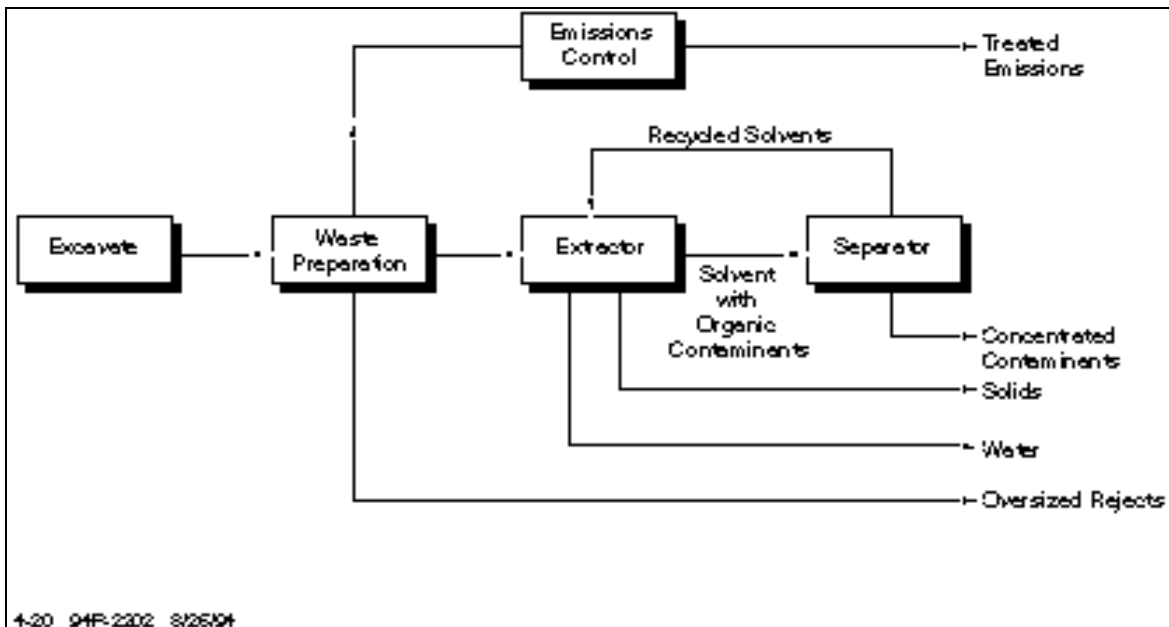 Emissions
Control
Treated
Emissions
Recycled Solvents
Excavate
Waste
Preparation
Extractor
Separator
Solvent
with
Organic
Contaminants
Concentrated
Contaminants
Solids
Water
Oversized Rejects
4-20 94P-2202 8/26/94